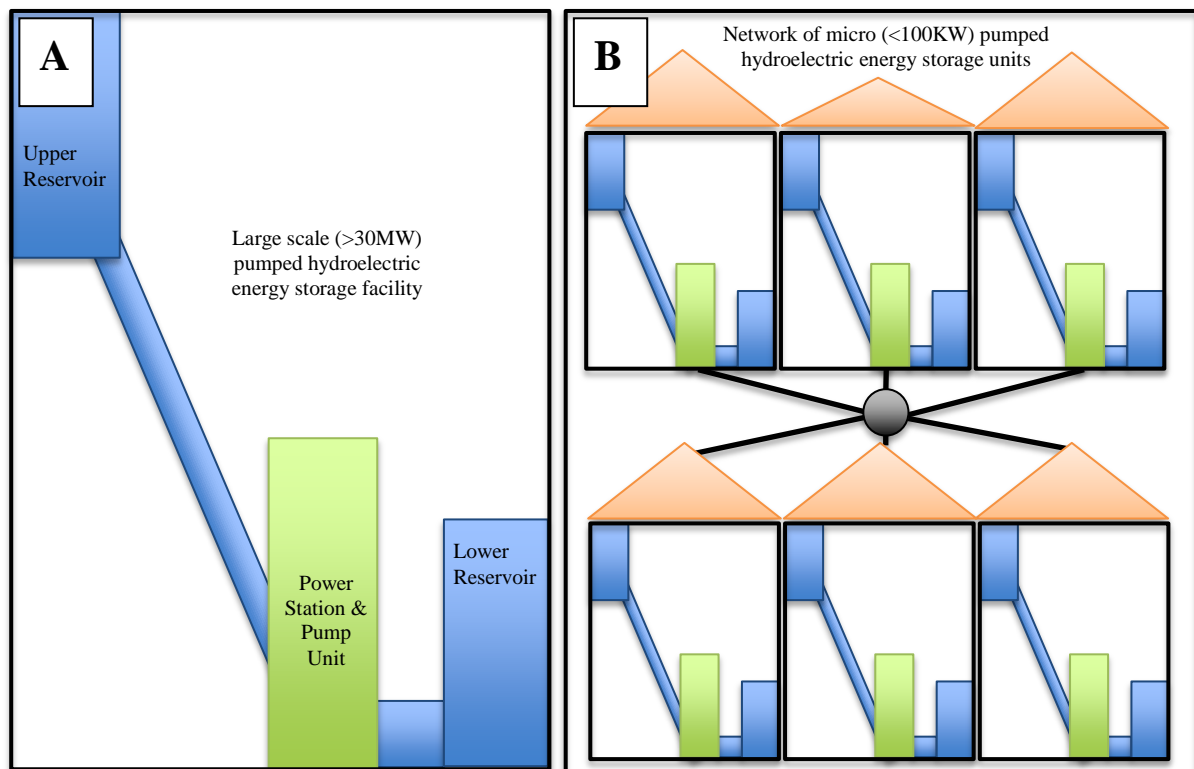 A
Upper
Reservoir
Large scale (>30MW)
pumped hydroelectric
energy storage facility
Power
Station &
Pump
Unit
Lower
Reservoir
B
Network of micro (<100KW) pumped
hydroelectric energy storage units